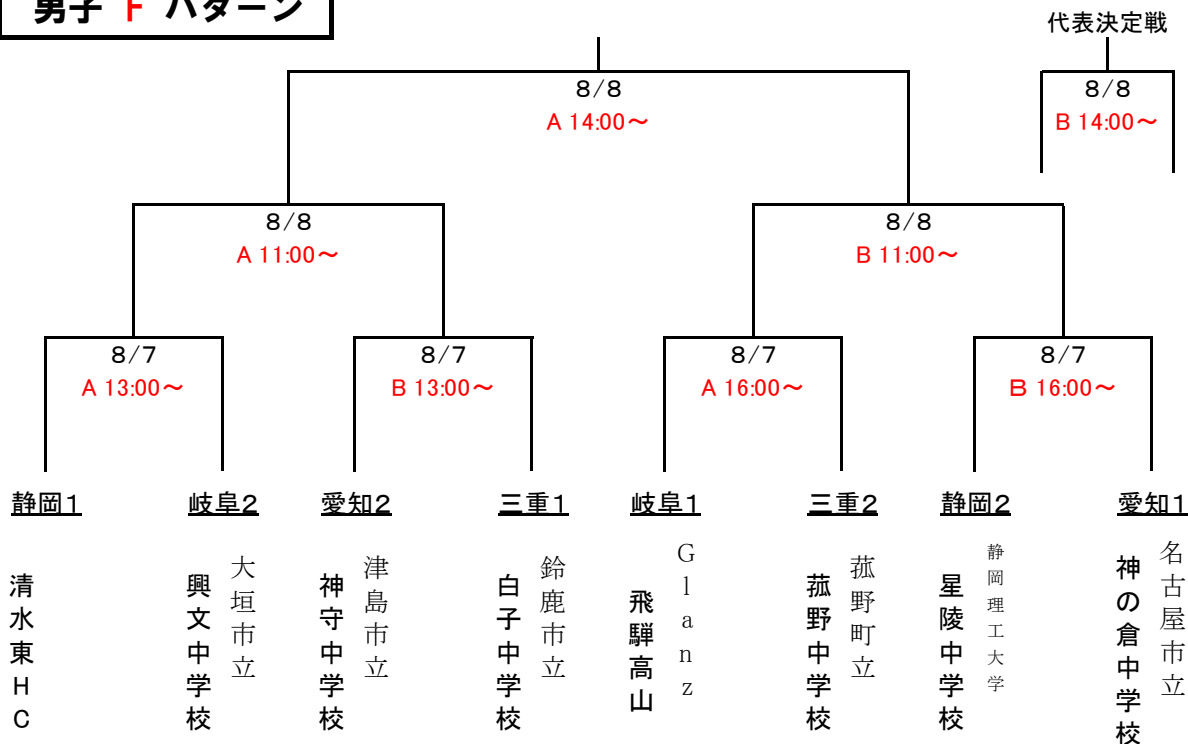 男子 F パターン
代表決定戦
8/8
A 14:00～
8/8
B 14:00～
8/8
A 11:00～
8/8
B 11:00～
8/7
A 13:00～
8/7
B 13:00～
8/7
A 16:00～
8/7
B 16:00～
静岡1
岐阜2
愛知2
三重1
岐阜1
三重2
静岡2
愛知1
清水東HC
大垣市立
興文中学校
津島市立
神守中学校
鈴鹿市立
白子中学校
Glanz
飛騨高山
菰野町立
菰野中学校
静岡理工大学
星陵中学校
名古屋市立
神の倉中学校